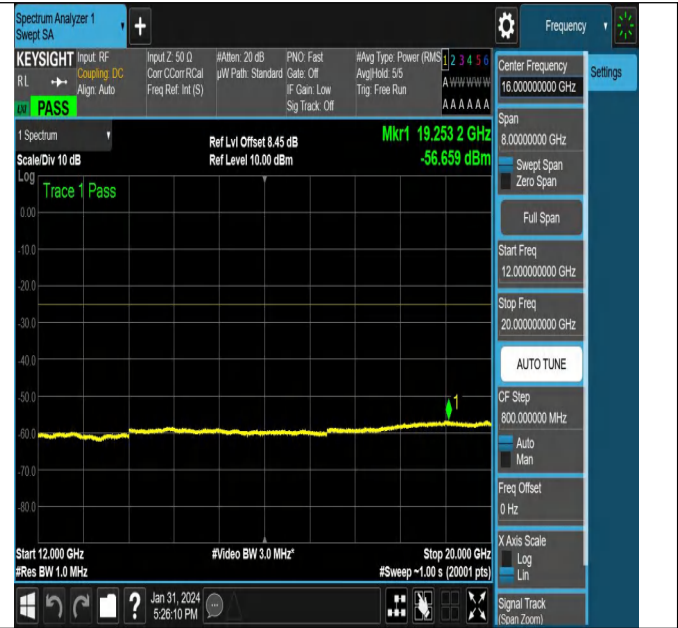 Spectrum Analyzer 1
Swept SA
+
Frequency
KEYSIGHT
RL
LXI PASS
Input: RF
Coupling: DC
Align: Auto
Input Z: 50 Ω
Corr CCorr RCal
Freq Ref: Int (S)
#Atten: 20 dB
µW Path: Standard
PNO: Fast
Gate: Off
IF Gain: Low
Sig Track: Off
#Avg Type: Power (RMS
Avg|Hold: 5/5
Trig: Free Run
1 2 3 4 5 6
A W W W W W
A A A A A A
1 Spectrum
Scale/Div 10 dB
Ref Lvl Offset 8.45 dB
Ref Level 10.00 dBm
Mkr1 19.253 2 GHz
-56.659 dBm
Log
Trace 1 Pass
0.00
-10.0
-20.0
-30.0
-40.0
-50.0
-60.0
-70.0
-80.0
1
Start 12.000 GHz
#Res BW 1.0 MHz
#Video BW 3.0 MHz*
Stop 20.000 GHz
#Sweep ~1.00 s (20001 pts)
Jan 31, 2024
5:26:10 PM
Center Frequency
16.000000000 GHz
Settings
Span
8.00000000 GHz
Swept Span
Zero Span
Full Span
Start Freq
12.000000000 GHz
Stop Freq
20.000000000 GHz
AUTO TUNE
CF Step
800.000000 MHz
Auto
Man
Freq Offset
0 Hz
X Axis Scale
Log
Lin
Signal Track
(Span Zoom)